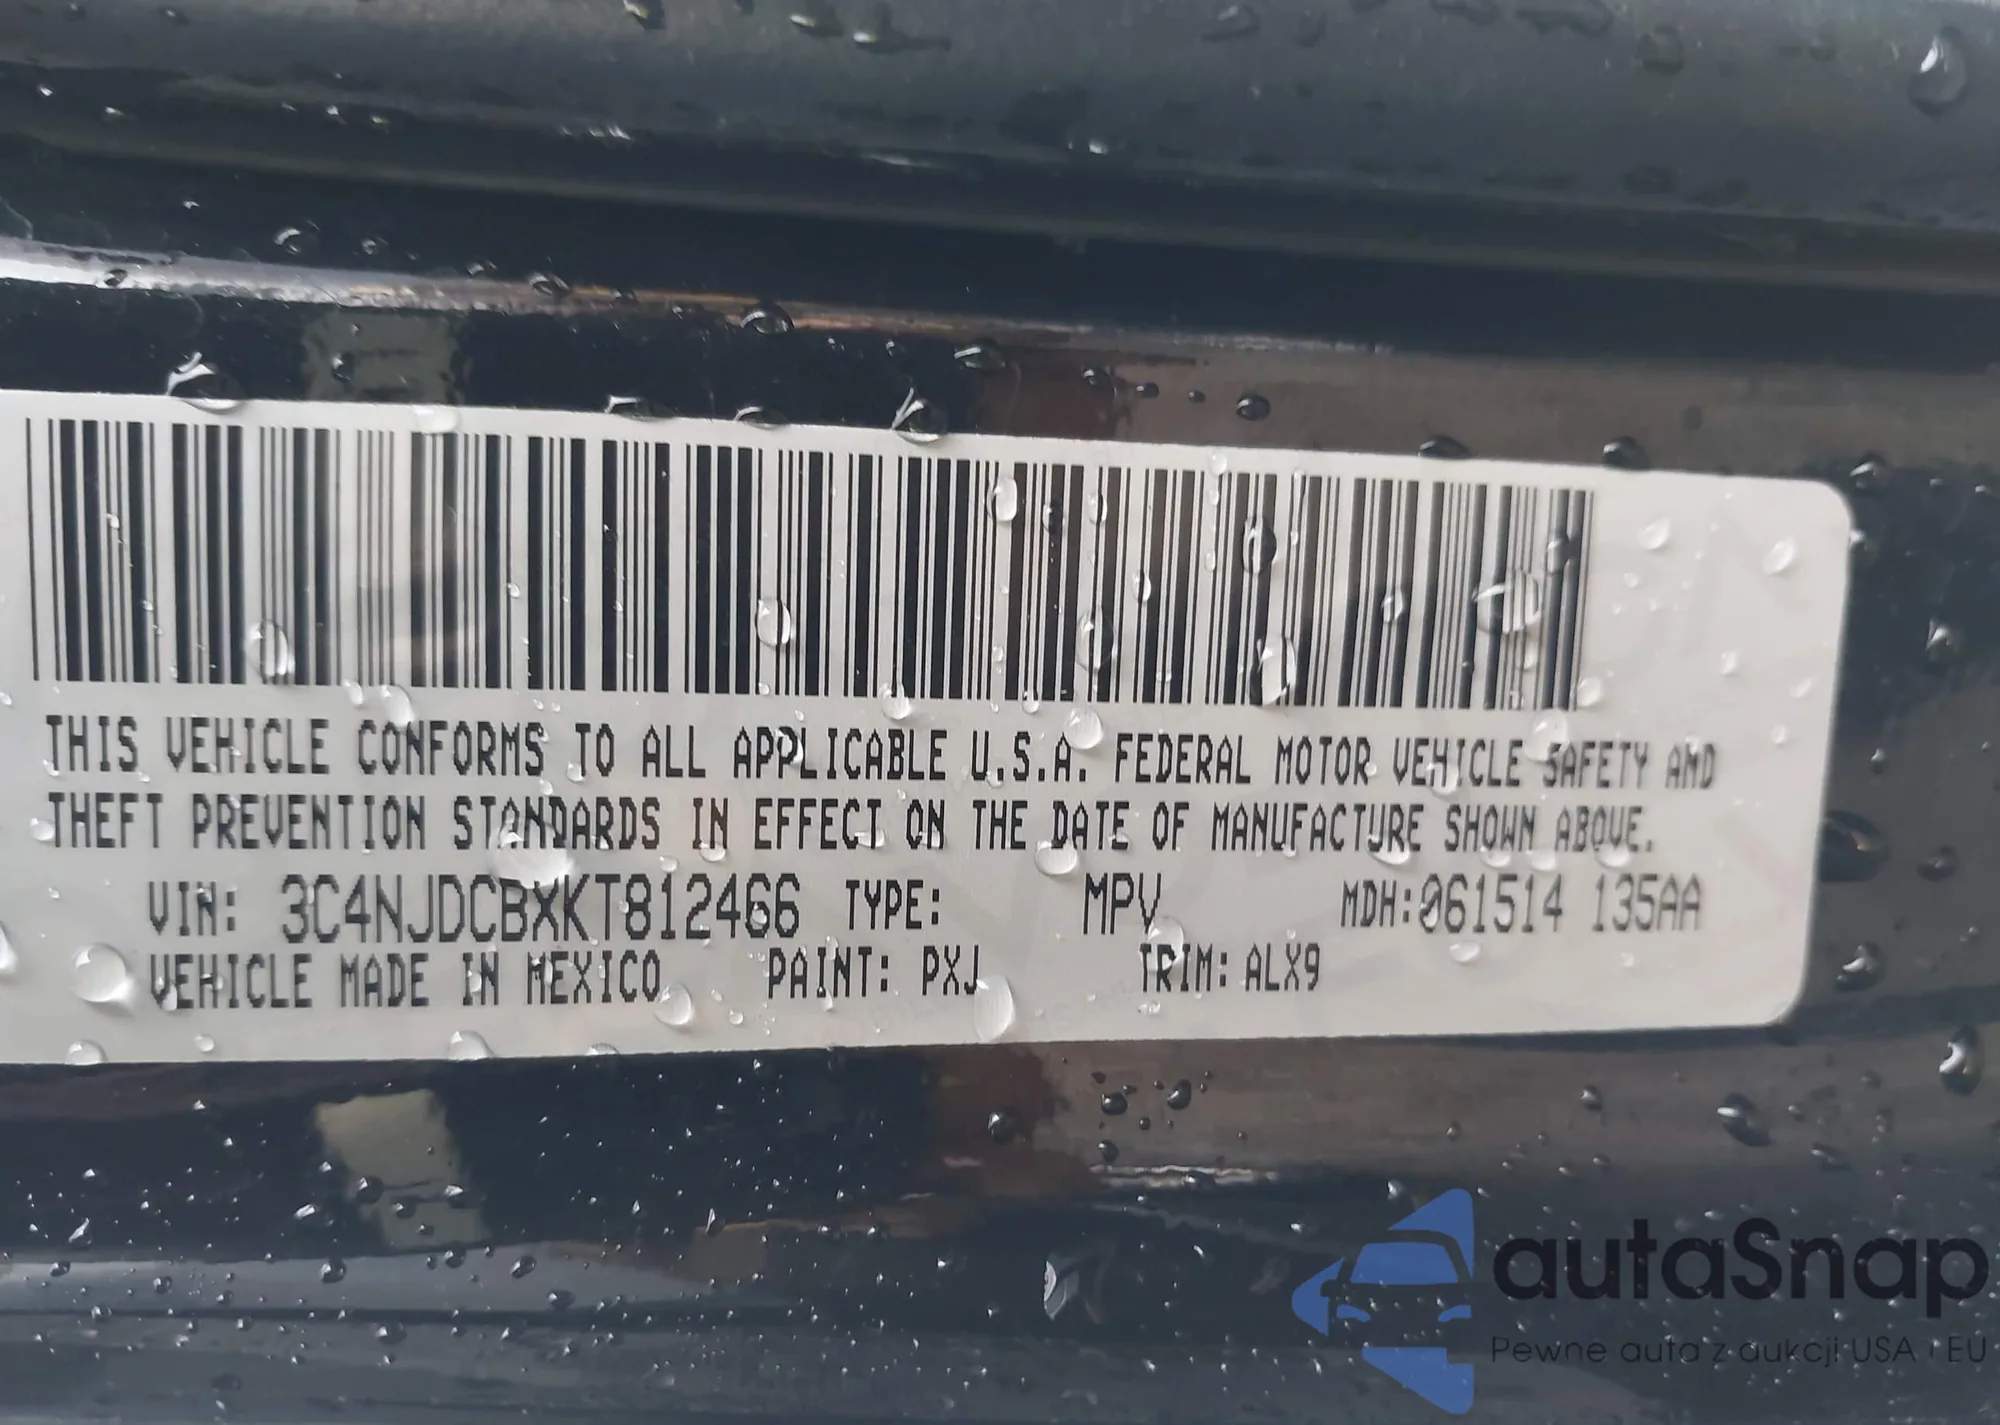 THIS VEHICLE CONFORMS TO ALL APPLICABLE U.S.A. FEDERAL MOTOR VEHICLE SAFETY AND
THEFT PREVENTION STANDARDS IN EFFECT ON THE DATE OF MANUFACTURE SHOWN ABOVE.
VIN: 3C4NJDCBXKT812466 TYPE: MPV MDH:061514 135AA
VEHICLE MADE IN MEXICO PAINT: PXJ TRIM: ALX9
autaSnap
Pewne auta z aukcji USA i EU